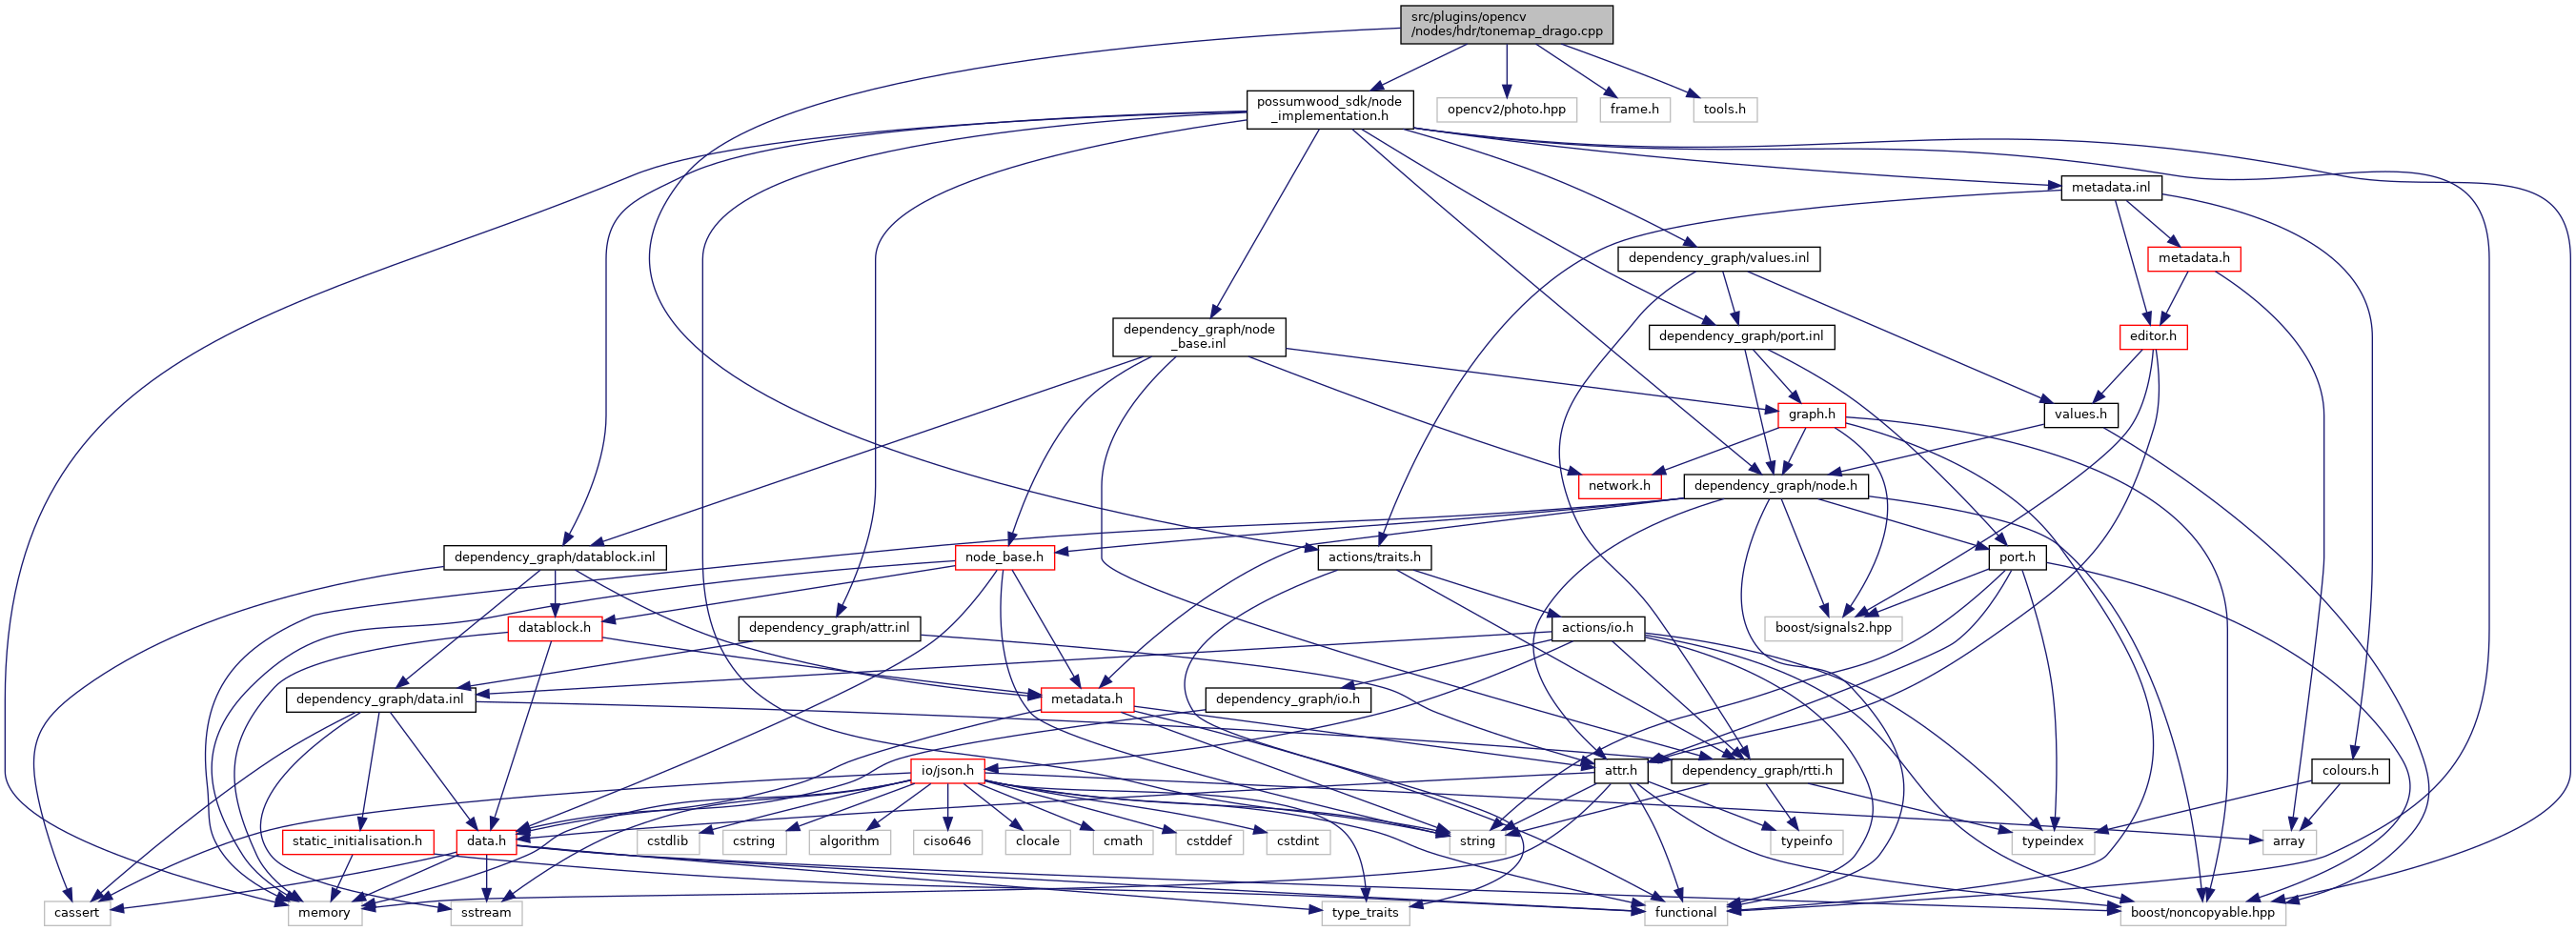 src/plugins/opencv
/nodes/hdr/tonemap_drago.cpp
possumwood_sdk/node
_implementation.h
opencv2/photo.hpp
frame.h
tools.h
metadata.inl
dependency_graph/values.inl
metadata.h
dependency_graph/node
_base.inl
dependency_graph/port.inl
editor.h
graph.h
values.h
network.h
dependency_graph/node.h
dependency_graph/datablock.inl
node_base.h
actions/traits.h
port.h
datablock.h
dependency_graph/attr.inl
actions/io.h
boost/signals2.hpp
dependency_graph/data.inl
metadata.h
dependency_graph/io.h
io/json.h
attr.h
dependency_graph/rtti.h
colours.h
static_initialisation.h
data.h
cstdlib
cstring
algorithm
ciso646
clocale
cmath
cstddef
cstdint
string
typeinfo
typeindex
array
cassert
memory
sstream
type_traits
functional
boost/noncopyable.hpp